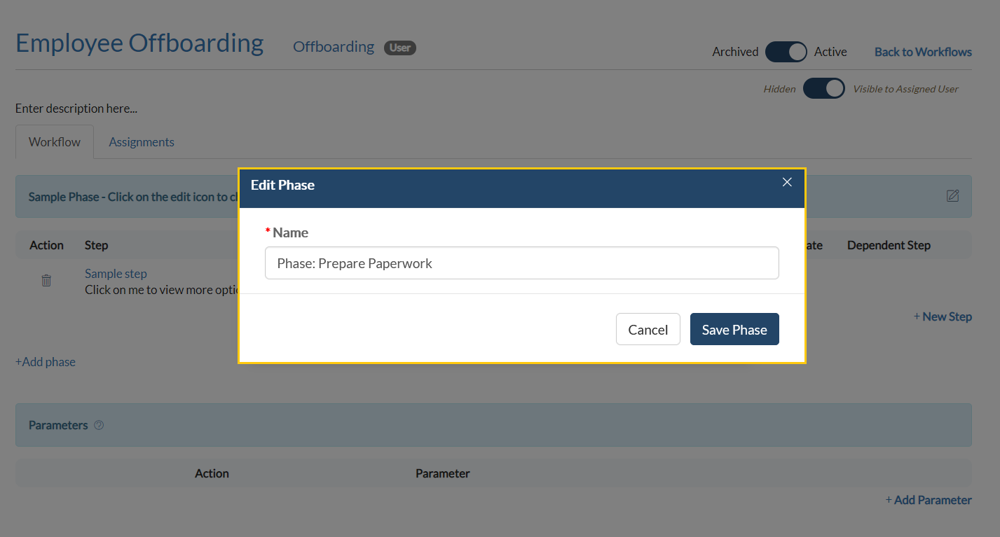 Employee Offboarding Offboarding User
Archived Active Back to Workflows
Hidden Visible to Assigned User
Enter description here...
Workflow Assignments
Sample Phase - Click on the edit icon to
Edit Phase
* Name
Phase: Prepare Paperwork
Cancel Save Phase
Action Step Dependent Step
Sample step
Click on me to view more
+ New Step
+Add phase
Parameters
Action Parameter
+ Add Parameter